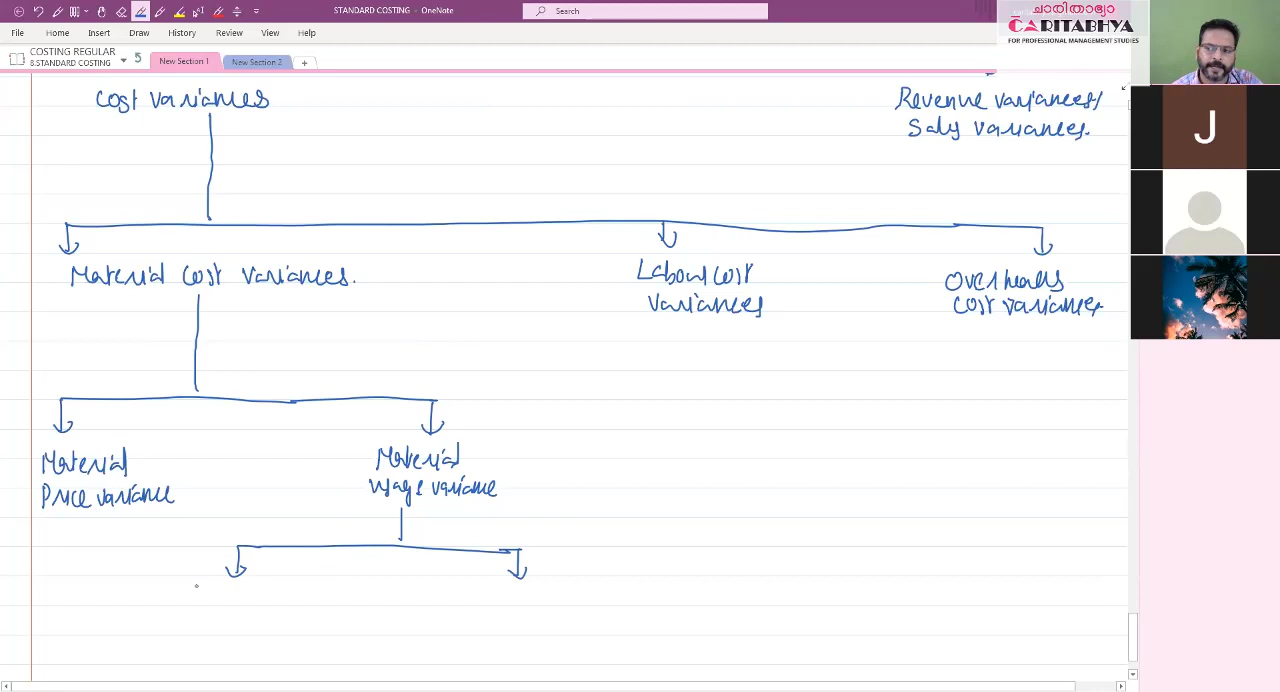 STANDARD COSTING - OneNote
Search
ചാരിതാഭ്യാ
CARITABHYA
FOR PROFESSIONAL MANAGEMENT STUDIES
File Home Insert Draw History Review View Help
COSTING REGULAR
8.STANDARD COSTING
New Section 1 New Section 2 +
Cost variances
Revenue variances/
Sales variances.
Material cost variances.
Labour cost
variances
Overheads
cost variances.
Material
Price variance
Material
usage variance
J